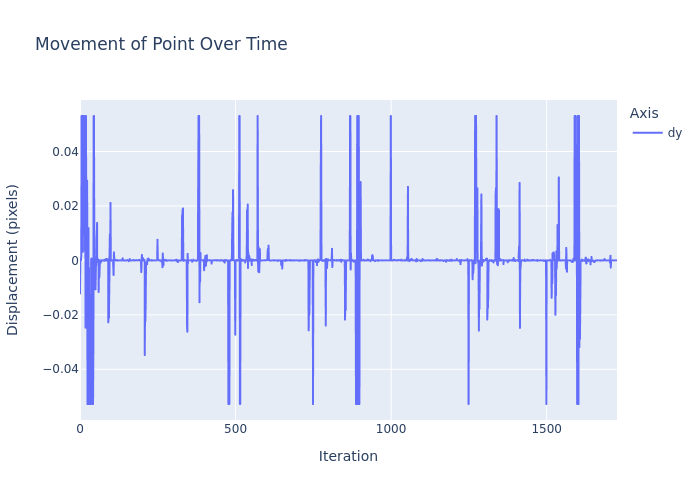 Movement of Point Over Time
Axis
dy
Displacement (pixels)
0.04
0.02
0
−0.02
−0.04
0
500
1000
1500
Iteration